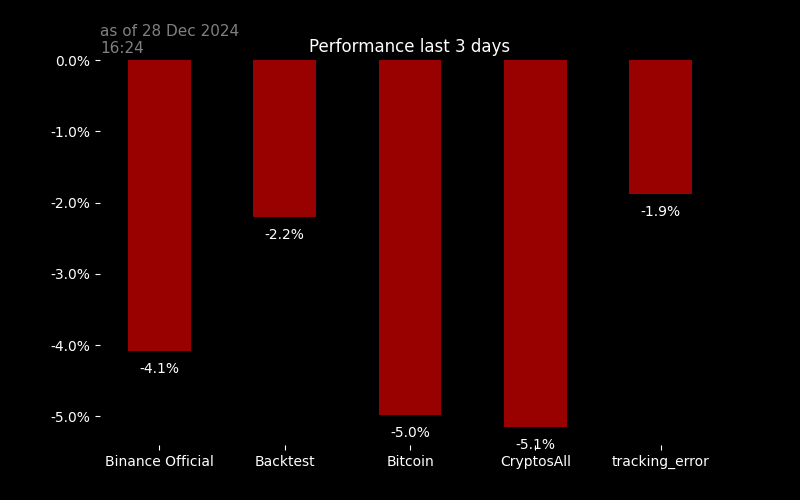 as of 28 Dec 2024
16:24
Performance last 3 days
0.0%
-1.0%
-2.0%
-3.0%
-4.0%
-5.0%
-4.1%
-2.2%
-5.0%
-5.1%
-1.9%
Binance Official
Backtest
Bitcoin
CryptosAll
tracking_error